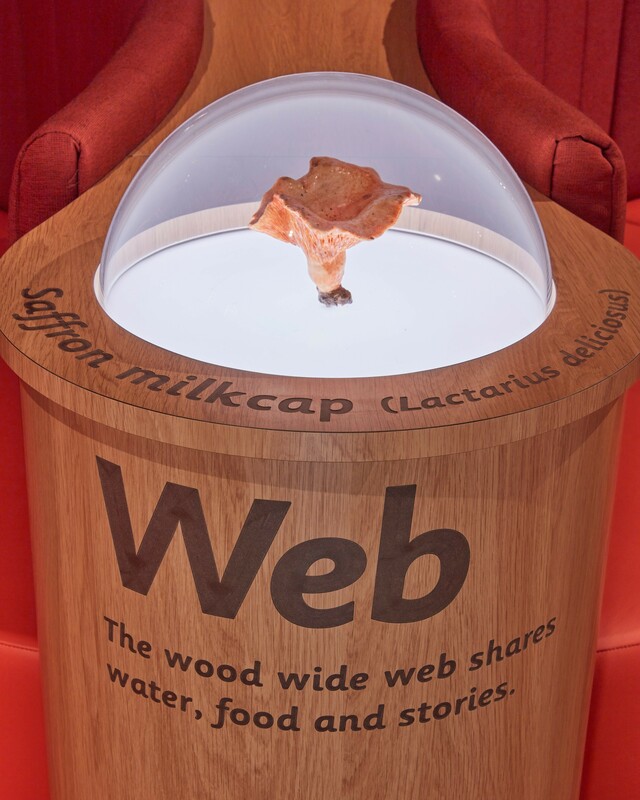 Saffron milkcap (Lactarius deliciosus)
Web
The wood wide web shares
water, food and stories.